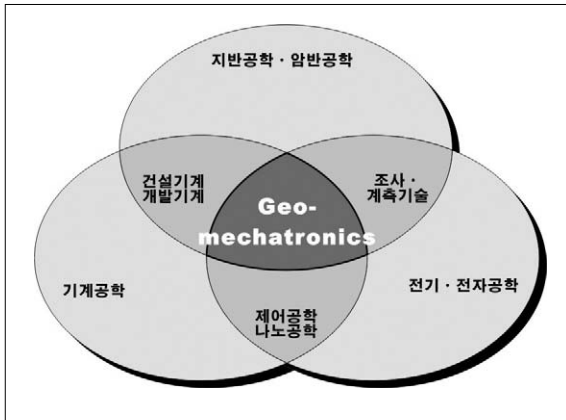 지반공학 · 암반공학
건설기계
개발기계
조사 ·
계측기술
Geo-
mechatronics
기계공학
전기 · 전자공학
제어공학
나노공학